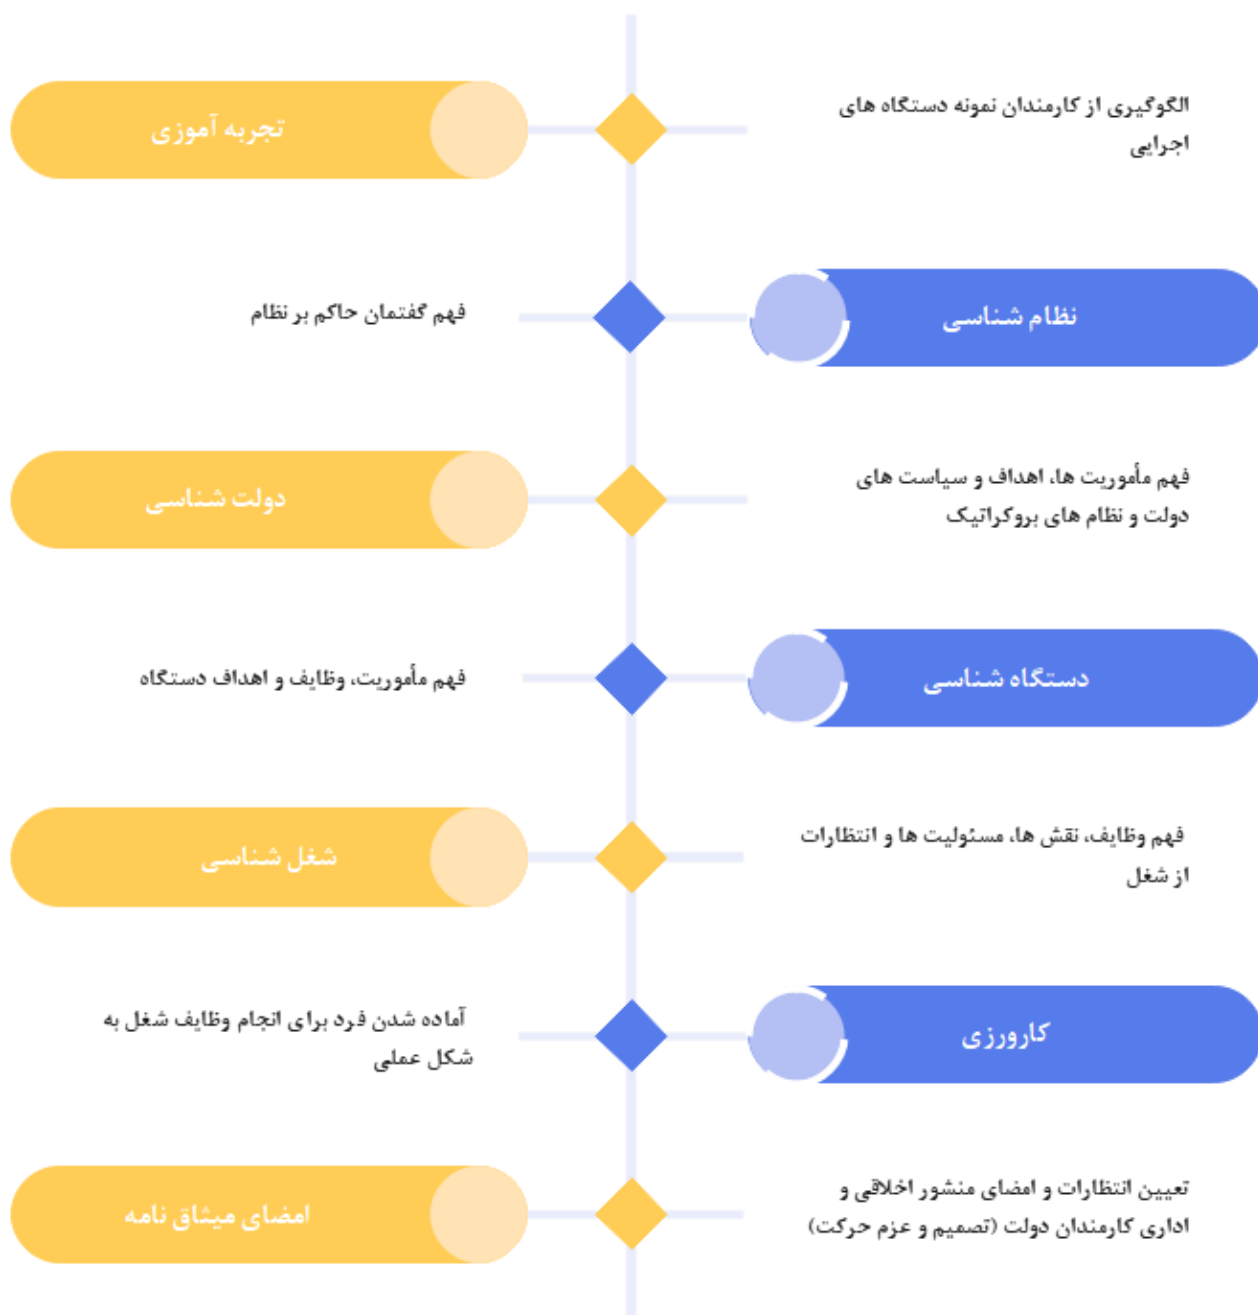 تجربه آموزی
الگوگیری از کارمندان نمونه دستگاه های
اجرایی
نظام شناسی
فهم گفتمان حاکم بر نظام
دولت شناسی
فهم مأموریت ها، اهداف و سیاست های
دولت و نظام های بروکراتیک
دستگاه شناسی
فهم مأموریت، وظایف و اهداف دستگاه
شغل شناسی
فهم وظایف، نقش ها، مسئولیت ها و انتظارات
از شغل
کارورزی
آماده شدن فرد برای انجام وظایف شغل به
شکل عملی
امضای میثاق نامه
تعیین انتظارات و امضای منشور اخلاقی و
اداری کارمندان دولت (تصمیم و عزم حرکت)